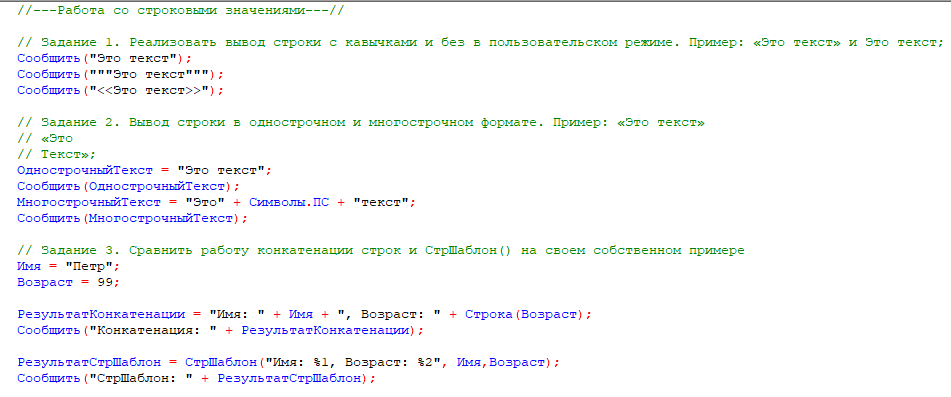 //---Работа со строковыми значениями---//
// Задание 1. Реализовать вывод строки с кавычками и без в пользовательском режиме. Пример: «Это текст» и Это текст;
Сообщить("Это текст");
Сообщить("""Это текст""");
Сообщить("<<Это текст>>");
// Задание 2. Вывод строки в однострочном и многострочном формате. Пример: «Это текст»
// «Это
// Текст»;
ОднострочныйТекст = "Это текст";
Сообщить(ОднострочныйТекст);
МногострочныйТекст = "Это" + Символы.ПС + "текст";
Сообщить(МногострочныйТекст);
// Задание 3. Сравнить работу конкатенации строк и СтрШаблон() на своем собственном примере
Имя = "Петр";
Возраст = 99;
РезультатКонкатенации = "Имя: " + Имя + ", Возраст: " + Строка(Возраст);
Сообщить("Конкатенация: " + РезультатКонкатенации);
РезультатСтрШаблон = СтрШаблон("Имя: %1, Возраст: %2", Имя,Возраст);
Сообщить("СтрШаблон: " + РезультатСтрШаблон);